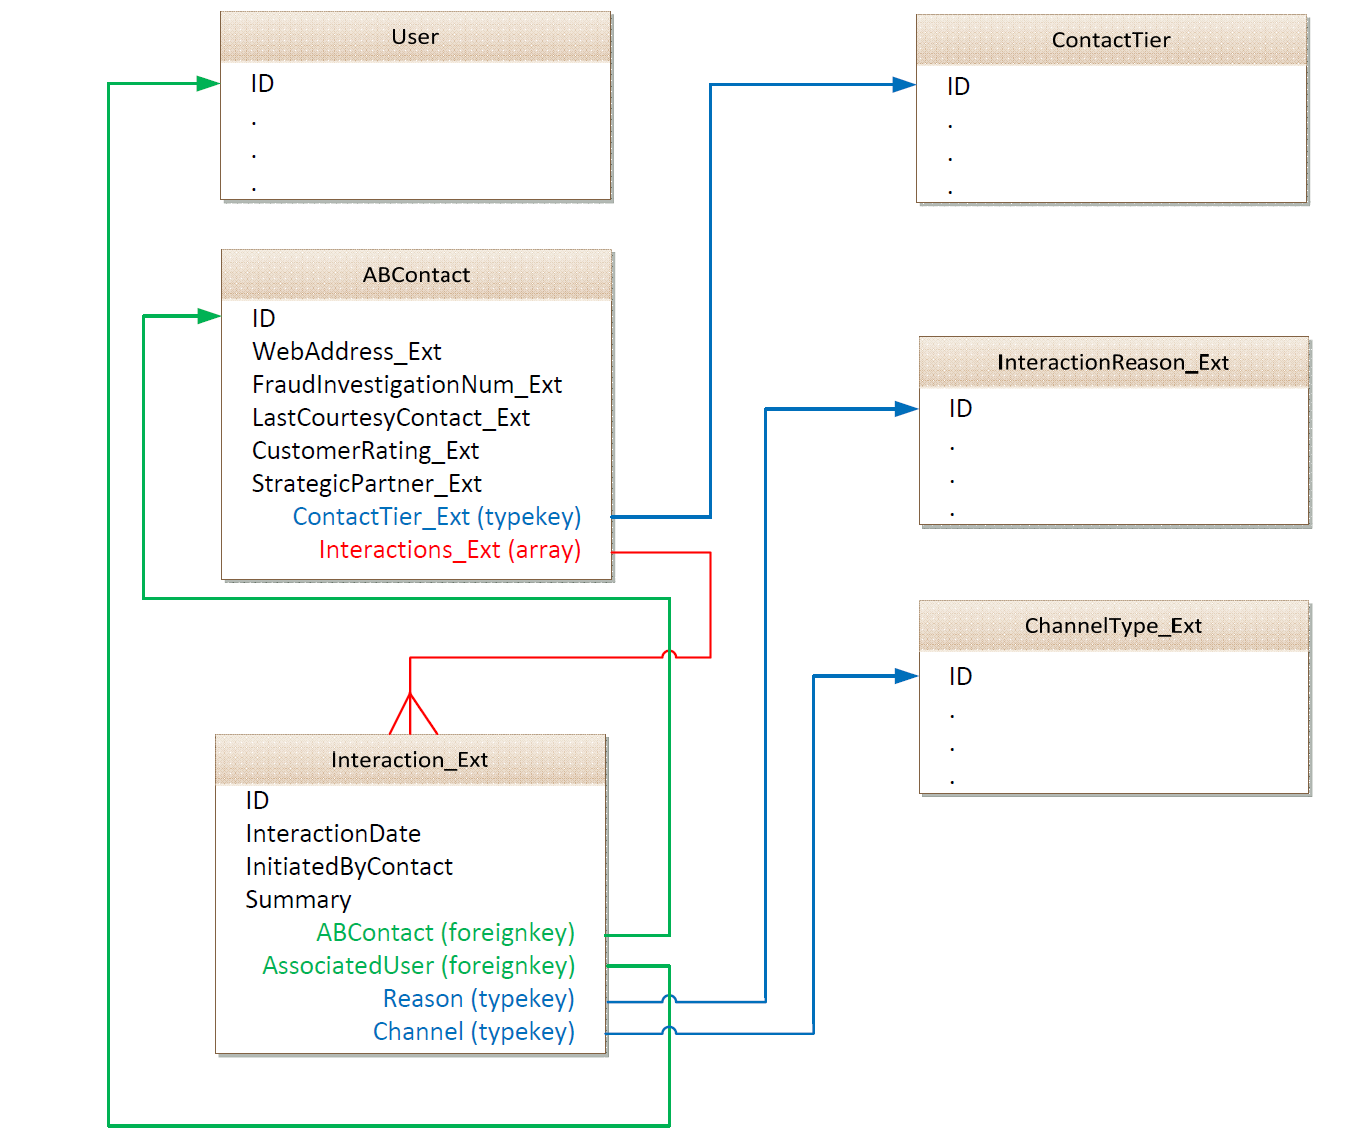 User
ID
.
.
.
ContactTier
ID
.
.
.
ABContact
ID
WebAddress_Ext
FraudInvestigationNum_Ext
LastCourtesyContact_Ext
CustomerRating_Ext
StrategicPartner_Ext
ContactTier_Ext (typekey)
Interactions_Ext (array)
InteractionReason_Ext
ID
.
.
.
ChannelType_Ext
ID
.
.
.
Interaction_Ext
ID
InteractionDate
InitiatedByContact
Summary
ABContact (foreignkey)
AssociatedUser (foreignkey)
Reason (typekey)
Channel (typekey)